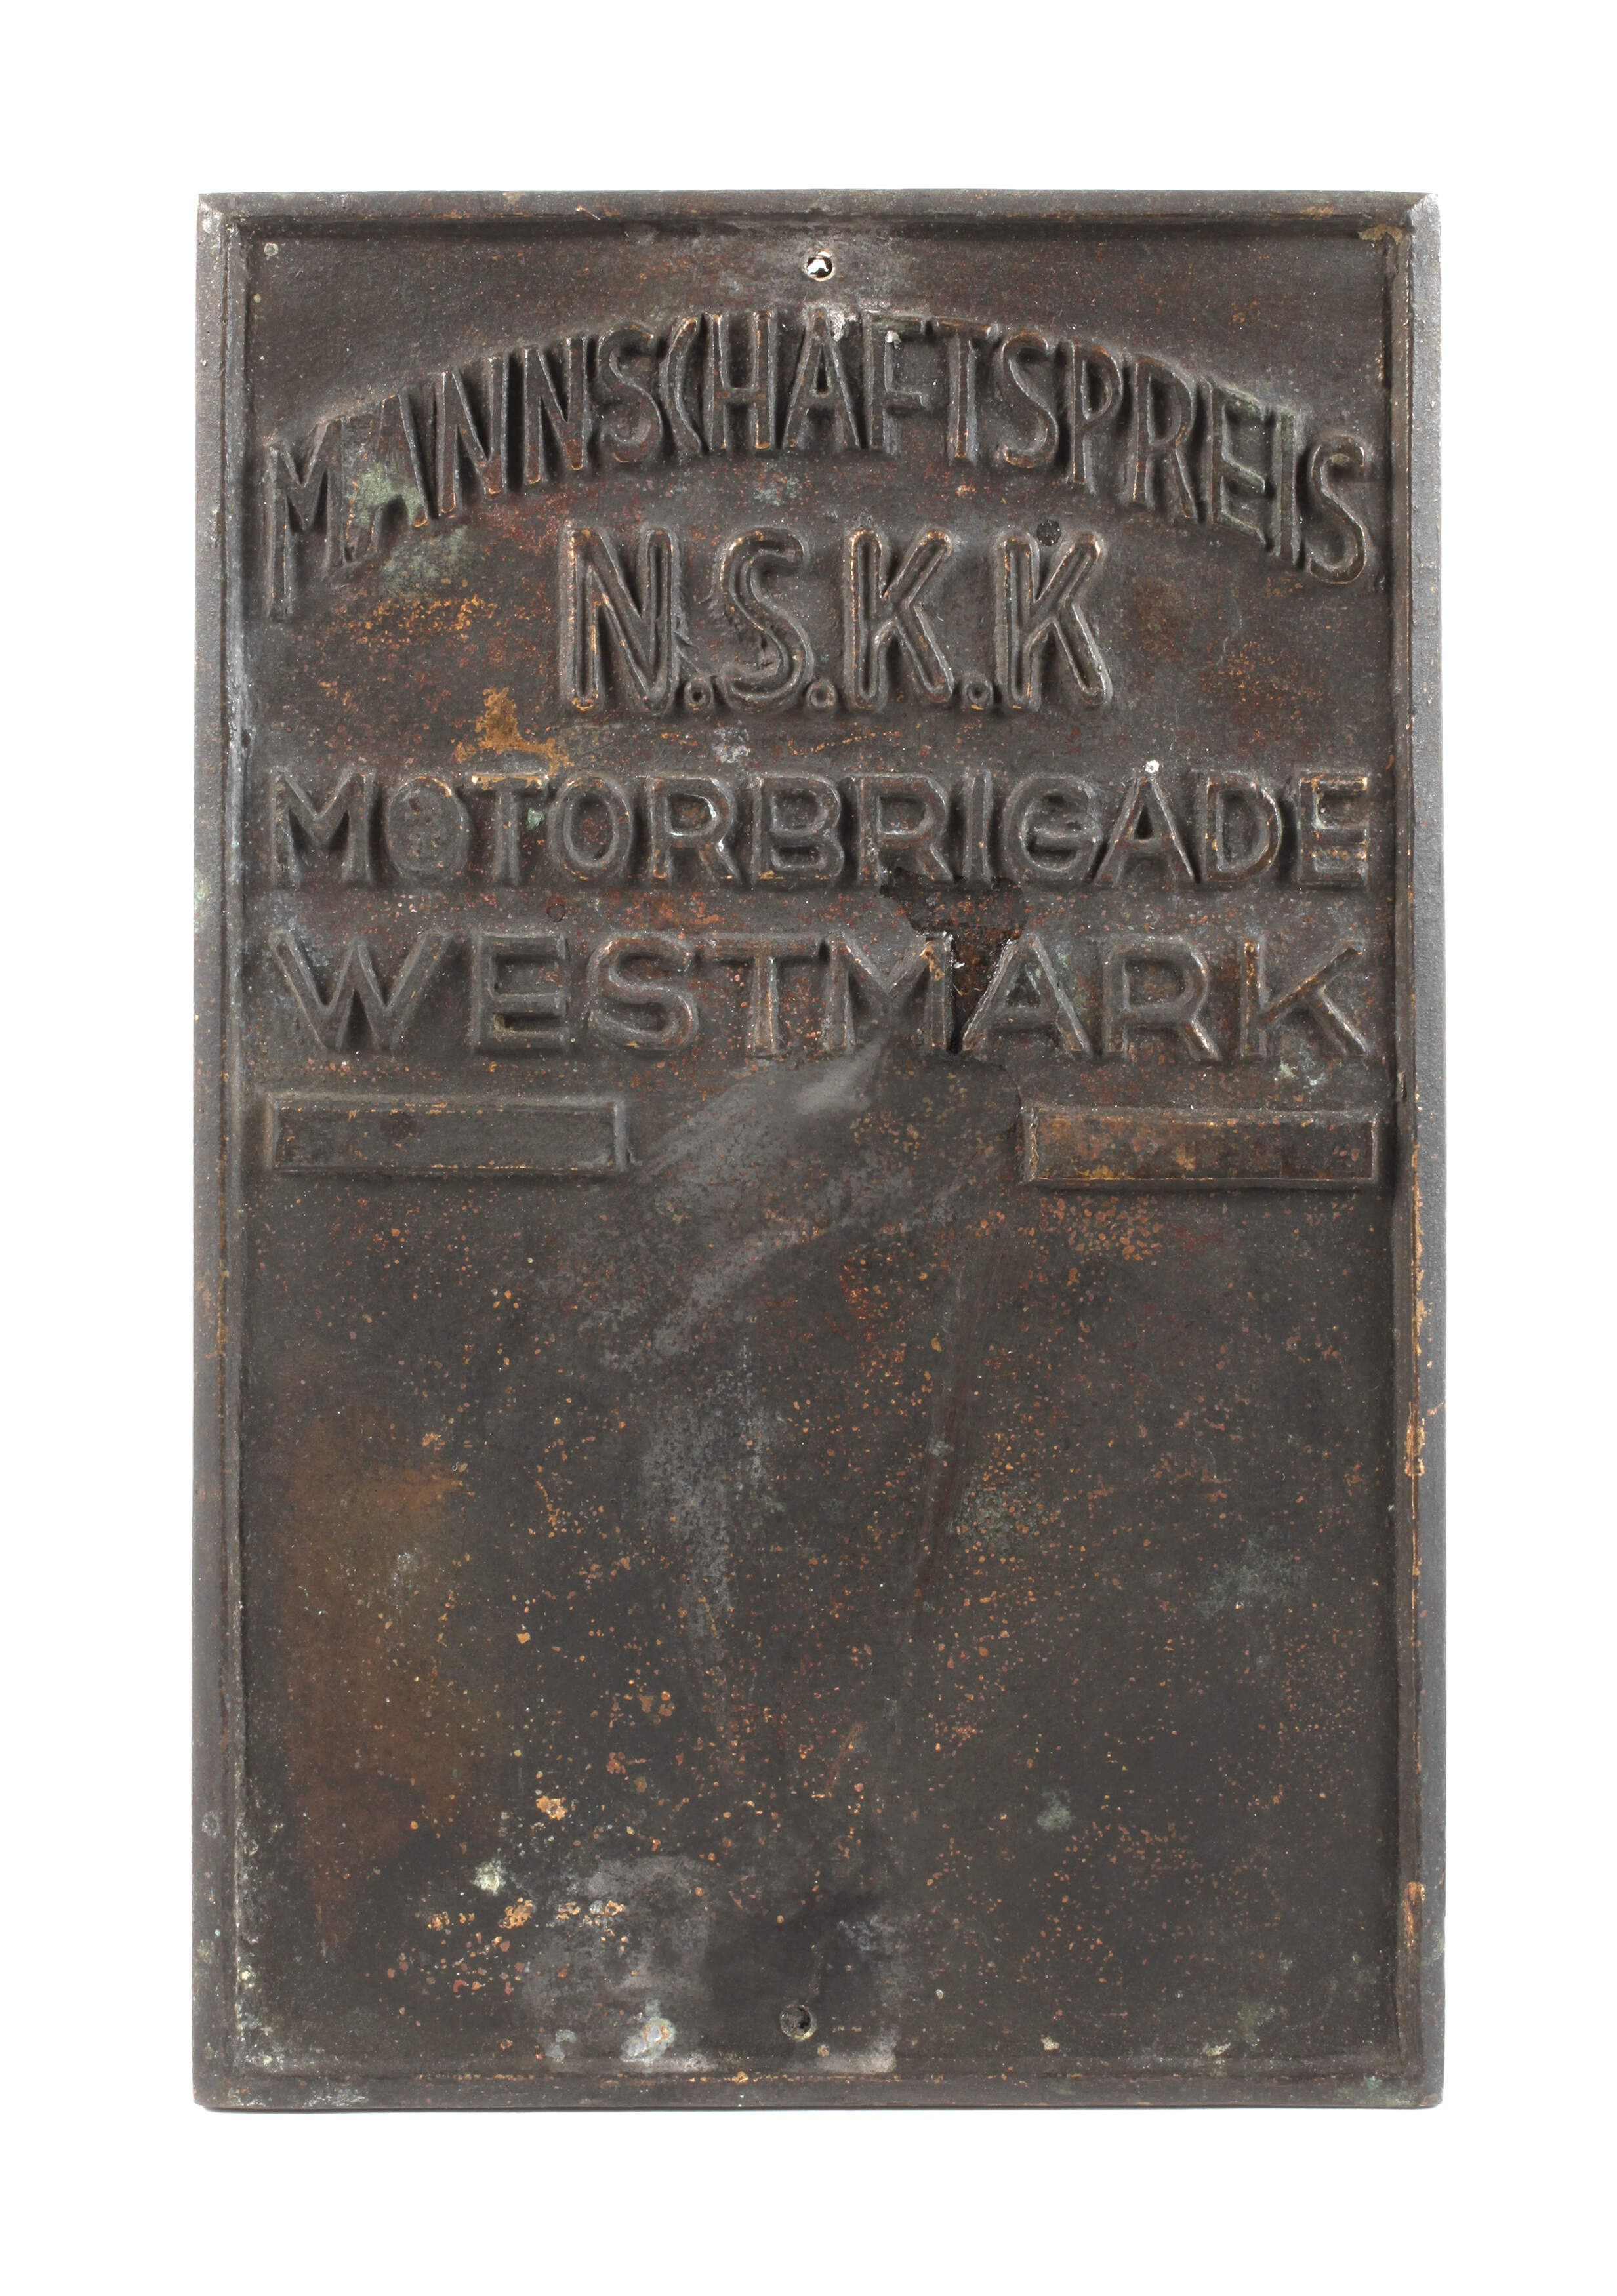 MANNSCHAFTSPREIS
N.S.K.K
MOTORBRIGADE
WESTMARK